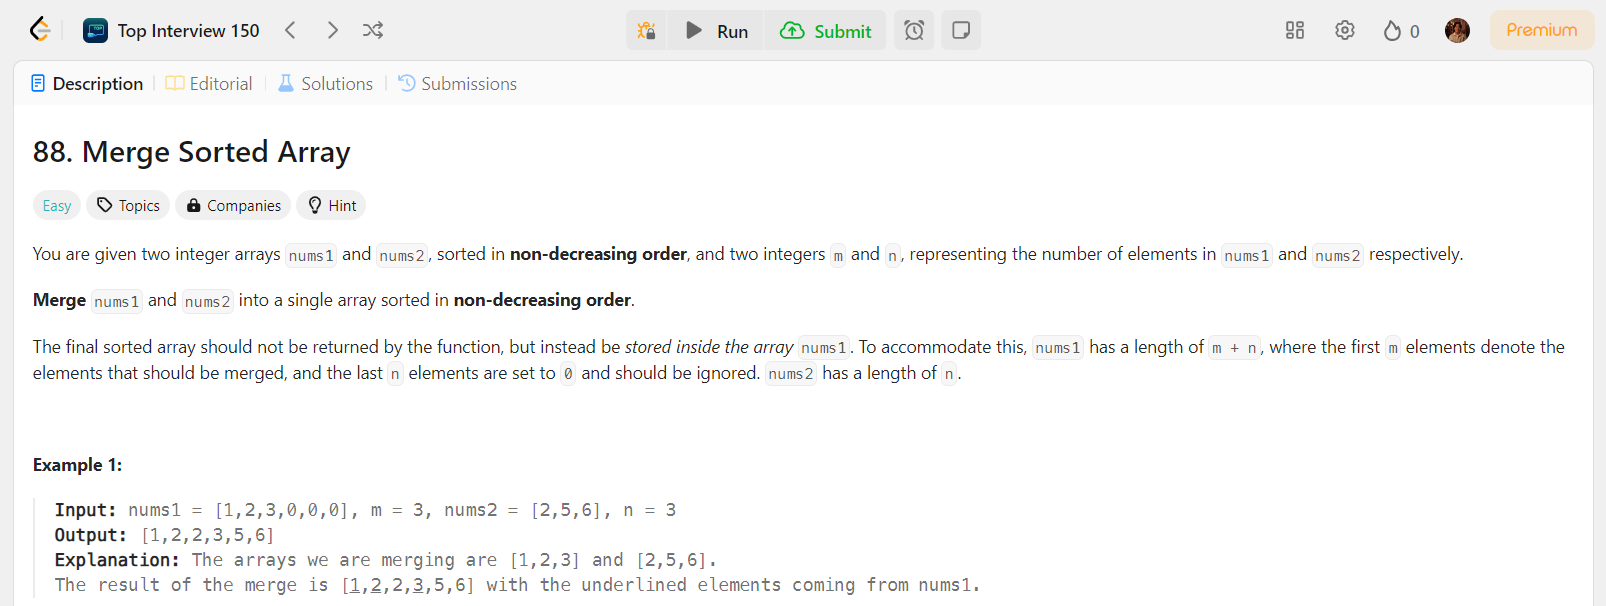 Top Interview 150 Run Submit 0 Premium
Description Editorial Solutions Submissions
88. Merge Sorted Array
Easy Topics Companies Hint
You are given two integer arrays nums1 and nums2, sorted in non-decreasing order, and two integers m and n, representing the number of elements in nums1 and nums2 respectively.
Merge nums1 and nums2 into a single array sorted in non-decreasing order.
The final sorted array should not be returned by the function, but instead be stored inside the array nums1. To accommodate this, nums1 has a length of m + n, where the first m elements denote the
elements that should be merged, and the last n elements are set to 0 and should be ignored. nums2 has a length of n.
Example 1:
Input: nums1 = [1,2,3,0,0,0], m = 3, nums2 = [2,5,6], n = 3
Output: [1,2,2,3,5,6]
Explanation: The arrays we are merging are [1,2,3] and [2,5,6].
The result of the merge is [1,2,2,3,5,6] with the underlined elements coming from nums1.